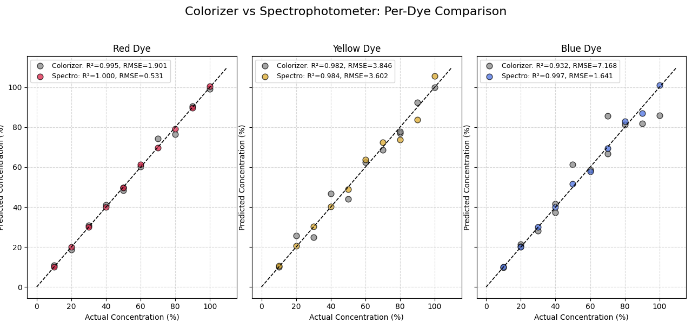 Colorizer vs Spectrophotometer: Per-Dye Comparison
Red Dye
Colorizer: R²=0.995, RMSE=1.901
Spectro: R²=1.000, RMSE=0.531
Predicted Concentration (%)
100
80
60
40
20
0
0 20 40 60 80 100
Actual Concentration (%)
Yellow Dye
Colorizer: R²=0.982, RMSE=3.846
Spectro: R²=0.984, RMSE=3.602
Predicted Concentration (%)
0 20 40 60 80 100
Actual Concentration (%)
Blue Dye
Colorizer: R²=0.932, RMSE=7.168
Spectro: R²=0.997, RMSE=1.641
Predicted Concentration (%)
0 20 40 60 80 100
Actual Concentration (%)